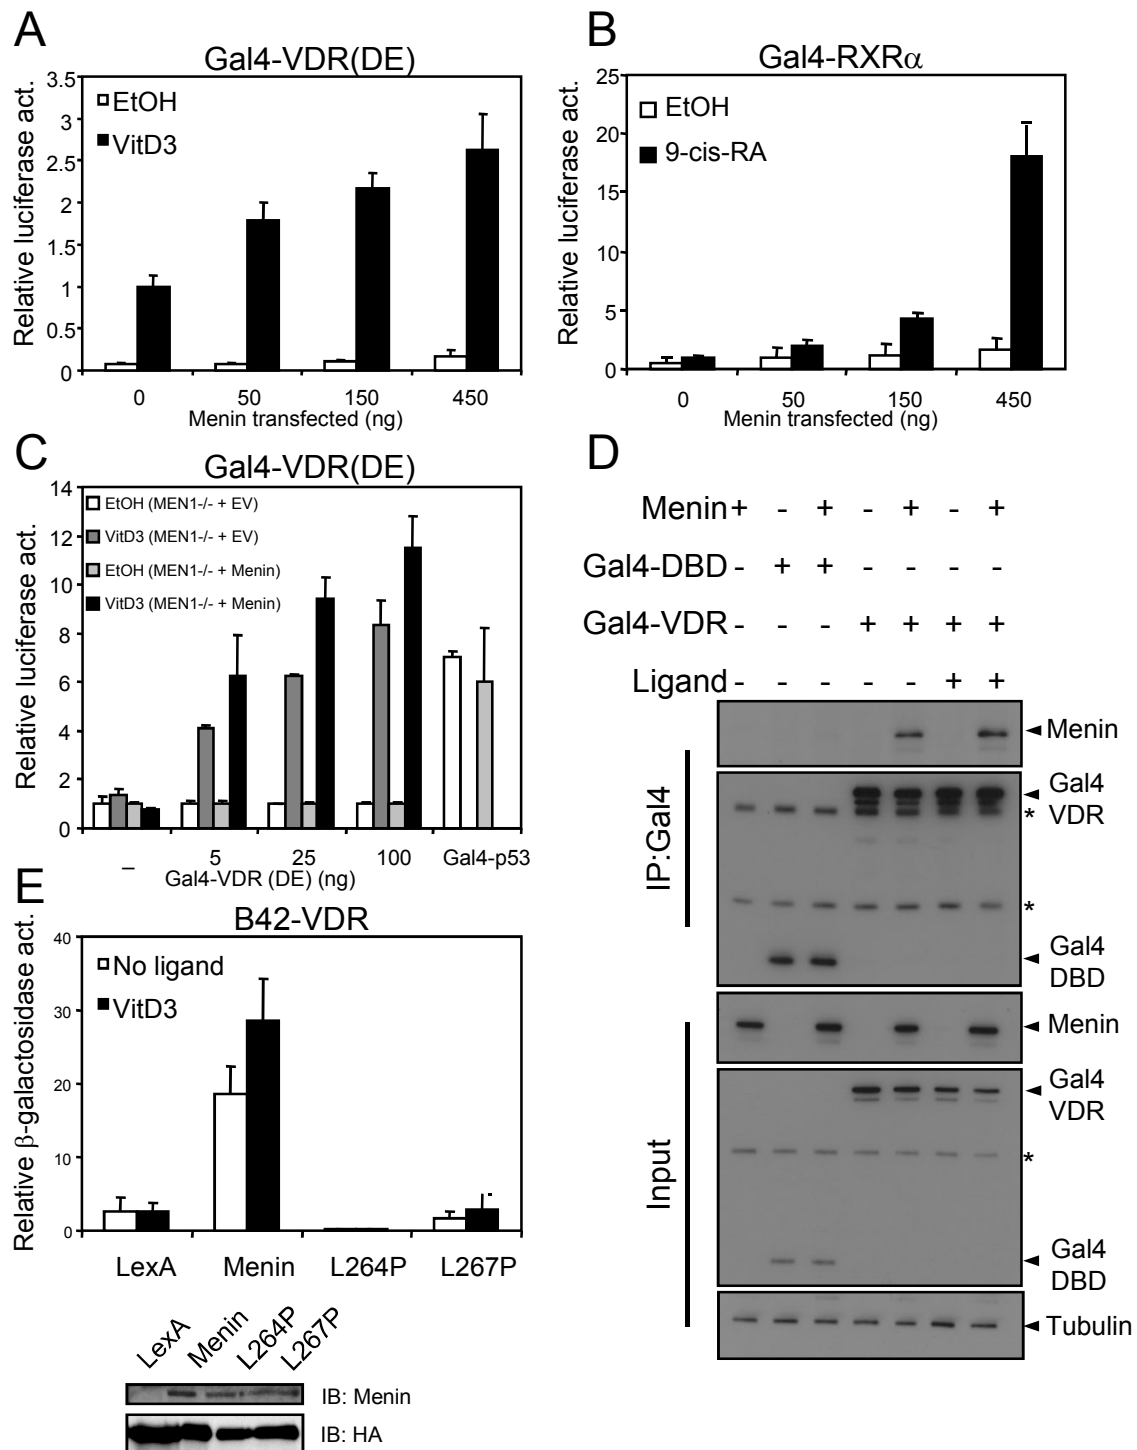 A
Gal4-VDR(DE)
Relative luciferase act.
3.5
3
2.5
2
1.5
1
0.5
0
EtOH
VitD3
0 50 150 450
Menin transfected (ng)
B
Gal4-RXRα
Relative luciferase act.
25
20
15
10
5
0
EtOH
9-cis-RA
0 50 150 450
Menin transfected (ng)
C
Gal4-VDR(DE)
Relative luciferase act.
14
12
10
8
6
4
2
0
EtOH (MEN1-/- + EV)
VitD3 (MEN1-/- + EV)
EtOH (MEN1-/- + Menin)
VitD3 (MEN1-/- + Menin)
– 5 25 100 Gal4-p53
Gal4-VDR (DE) (ng)
D
Menin + - + - + - +
Gal4-DBD - + + - - - -
Gal4-VDR - - - + + + +
Ligand - - - - - + +
IP:Gal4
Menin
Gal4
VDR
*
*
Gal4
DBD
Input
Menin
Gal4
VDR
*
Gal4
DBD
Tubulin
E
B42-VDR
Relative β-galactosidase act.
40
30
20
10
0
No ligand
VitD3
LexA Menin L264P L267P
LexA Menin L264P L267P
IB: Menin
IB: HA